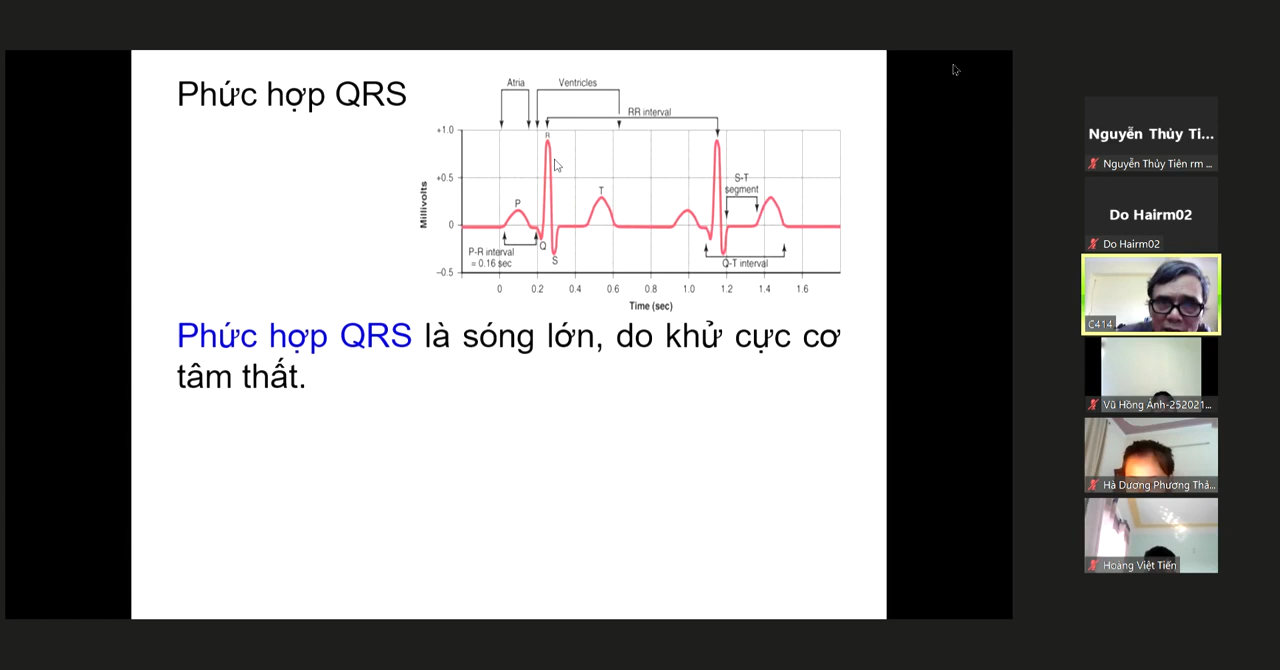 Phức hợp QRS
Atria
Ventricles
RR interval
+1.0
R
+0.5
S-T
segment
Millivolts
P
T
0
P-R interval
= 0.16 sec
Q
S
Q-T interval
−0.5
0 0.2 0.4 0.6 0.8 1.0 1.2 1.4 1.6
Time (sec)
Phức hợp QRS là sóng lớn, do khử cực cơ
tâm thất.
Nguyễn Thủy Ti...
Nguyễn Thủy Tiên rm ...
Do Hairm02
Do Hairm02
C414
Vũ Hồng Ánh-252021...
Hà Dương Phương Thả...
Hoàng Việt Tiến